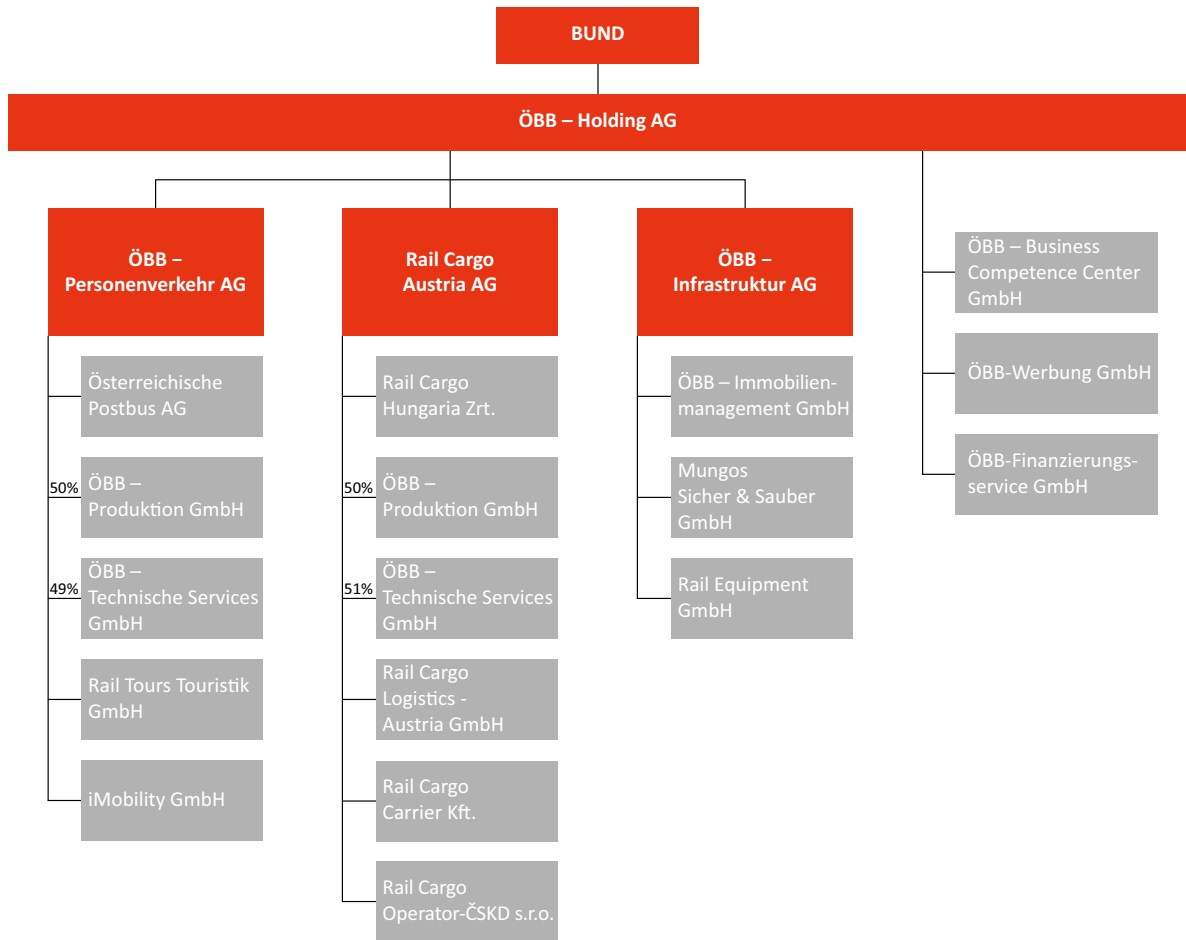 BUND
ÖBB – Holding AG
ÖBB –
Personenverkehr AG
Österreichische
Postbus AG
50%
ÖBB –
Produktion GmbH
49%
ÖBB –
Technische Services
GmbH
Rail Tours Touristik
GmbH
iMobility GmbH
Rail Cargo
Austria AG
Rail Cargo
Hungaria Zrt.
50%
ÖBB –
Produktion GmbH
51%
ÖBB –
Technische Services
GmbH
Rail Cargo
Logistics -
Austria GmbH
Rail Cargo
Carrier Kft.
Rail Cargo
Operator-ČSKD s.r.o.
ÖBB –
Infrastruktur AG
ÖBB – Immobilien-
management GmbH
Mungos
Sicher & Sauber
GmbH
Rail Equipment
GmbH
ÖBB – Business
Competence Center
GmbH
ÖBB-Werbung GmbH
ÖBB-Finanzierungs-
service GmbH